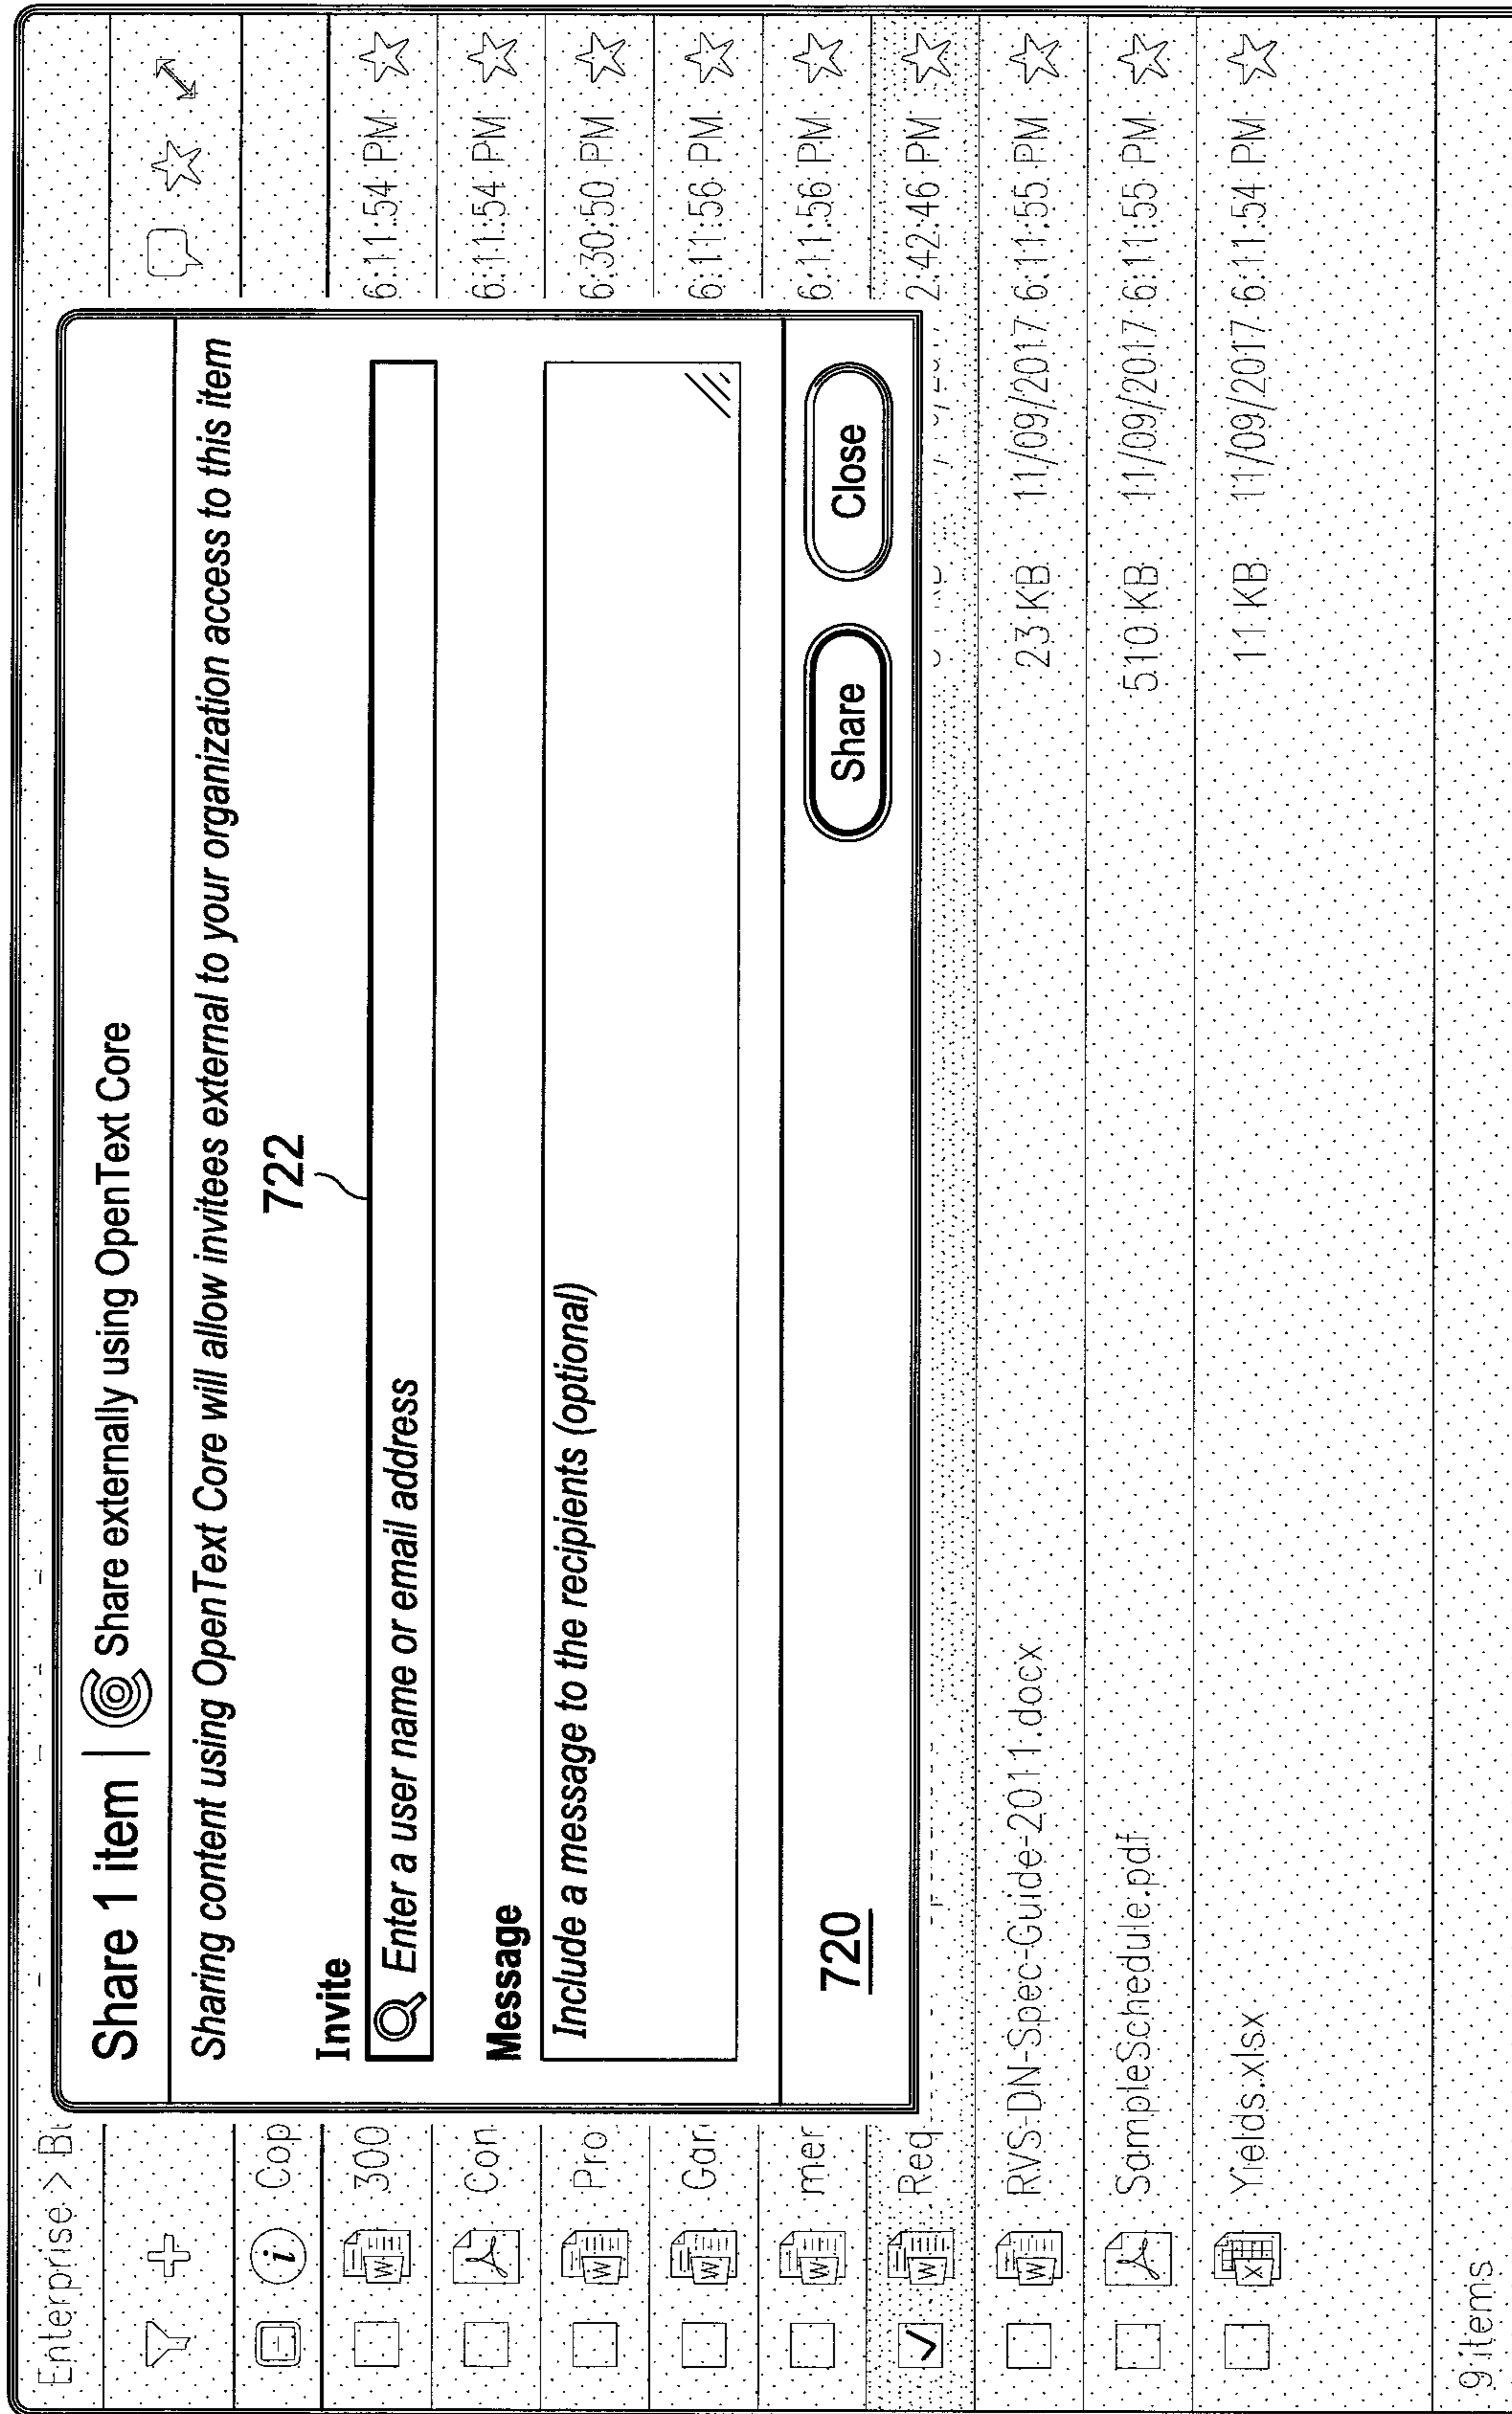 Enterprise > B
Share 1 item | Share externally using OpenText Core
Sharing content using OpenText Core will allow invitees external to your organization access to this item
722
Invite
Enter a user name or email address
Message
Include a message to the recipients (optional)
720
Share
Close
Cop
300 6:11:54 PM
Con 6:11:54 PM
Pro 6:30:50 PM
Gar 6:11:56 PM
mer 6:11:56 PM
Req 2:42:46 PM
RVS-DN-Spec-Guide-2011.docx 23 KB 11/09/2017 6:11:55 PM
SampleSchedule.pdf 510 KB 11/09/2017 6:11:55 PM
Yields.xlsx 11 KB 11/09/2017 6:11:54 PM
9 items